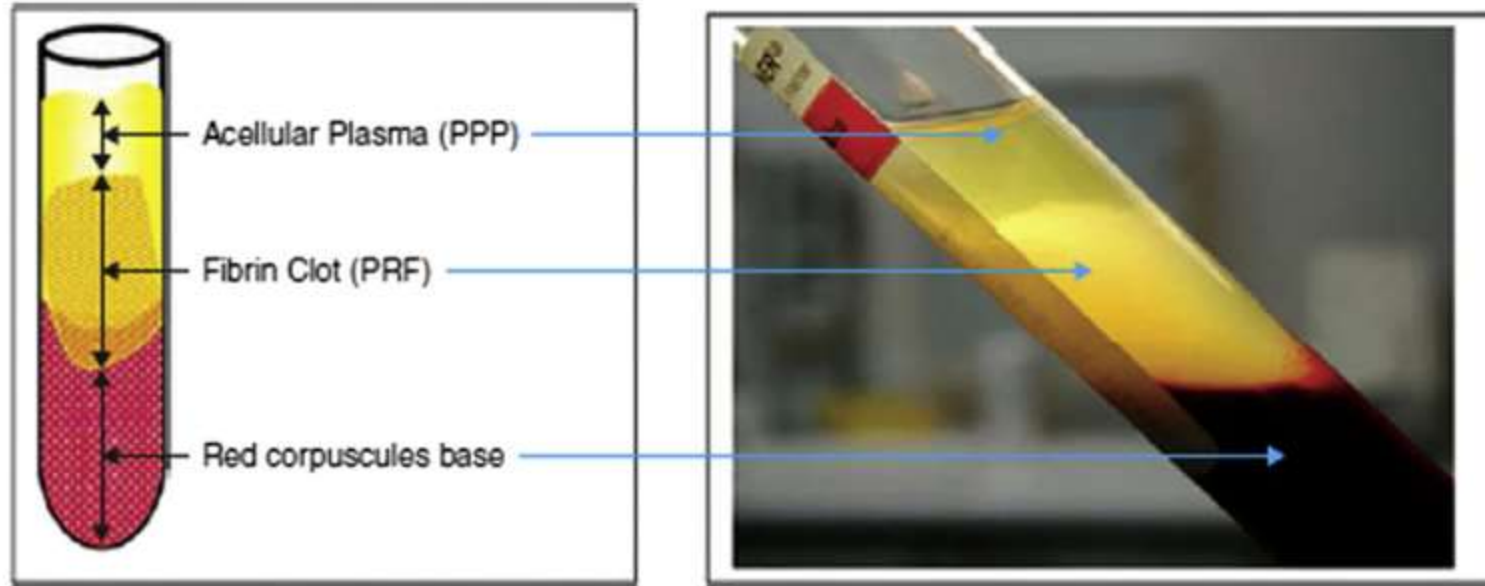 Acellular Plasma (PPP)
Fibrin Clot (PRF)
Red corpuscules base